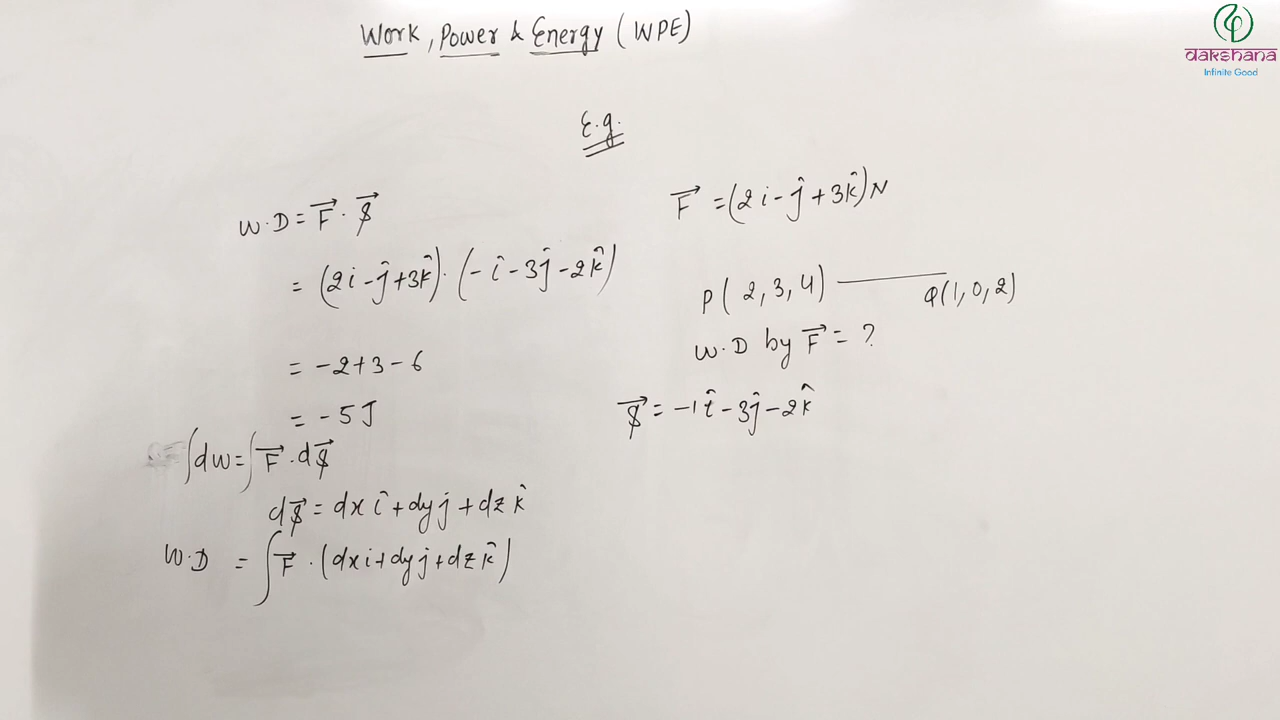 Work, Power & Energy (WPE)
dakshana
Infinite Good
E.g.
W.D = F⃗ . S⃗
= (2i - ĵ + 3k̂) . (-î - 3ĵ - 2k̂)
= -2 + 3 - 6
= -5 J
∫dw = ∫F⃗ . dS⃗
dS⃗ = dx î + dy j + dz k̂
W.D = ∫F⃗ . (dx i + dy j + dz k̂)
F⃗ = (2i - ĵ + 3k̂) N
P(2, 3, 4) —— Q(1, 0, 2)
W.D by F⃗ = ?
S⃗ = -1î - 3ĵ - 2k̂